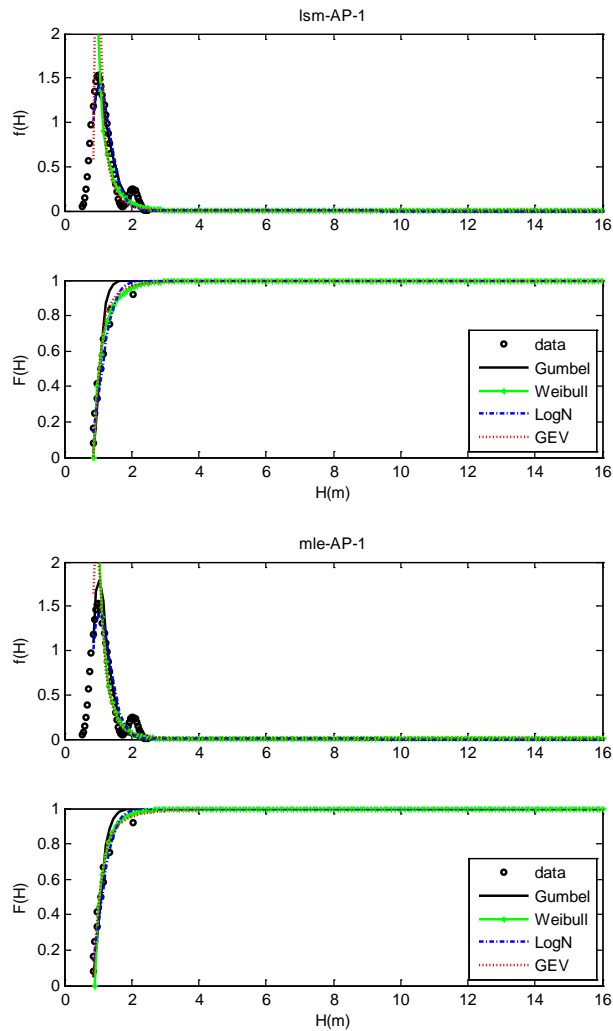 lsm-AP-1
2
1.5
1
0.5
0
f(H)
0 2 4 6 8 10 12 14 16
1
0.8
0.6
0.4
0.2
0
F(H)
data
Gumbel
Weibull
LogN
GEV
0 2 4 6 8 10 12 14 16
H(m)
mle-AP-1
2
1.5
1
0.5
0
f(H)
0 2 4 6 8 10 12 14 16
1
0.8
0.6
0.4
0.2
0
F(H)
data
Gumbel
Weibull
LogN
GEV
0 2 4 6 8 10 12 14 16
H(m)